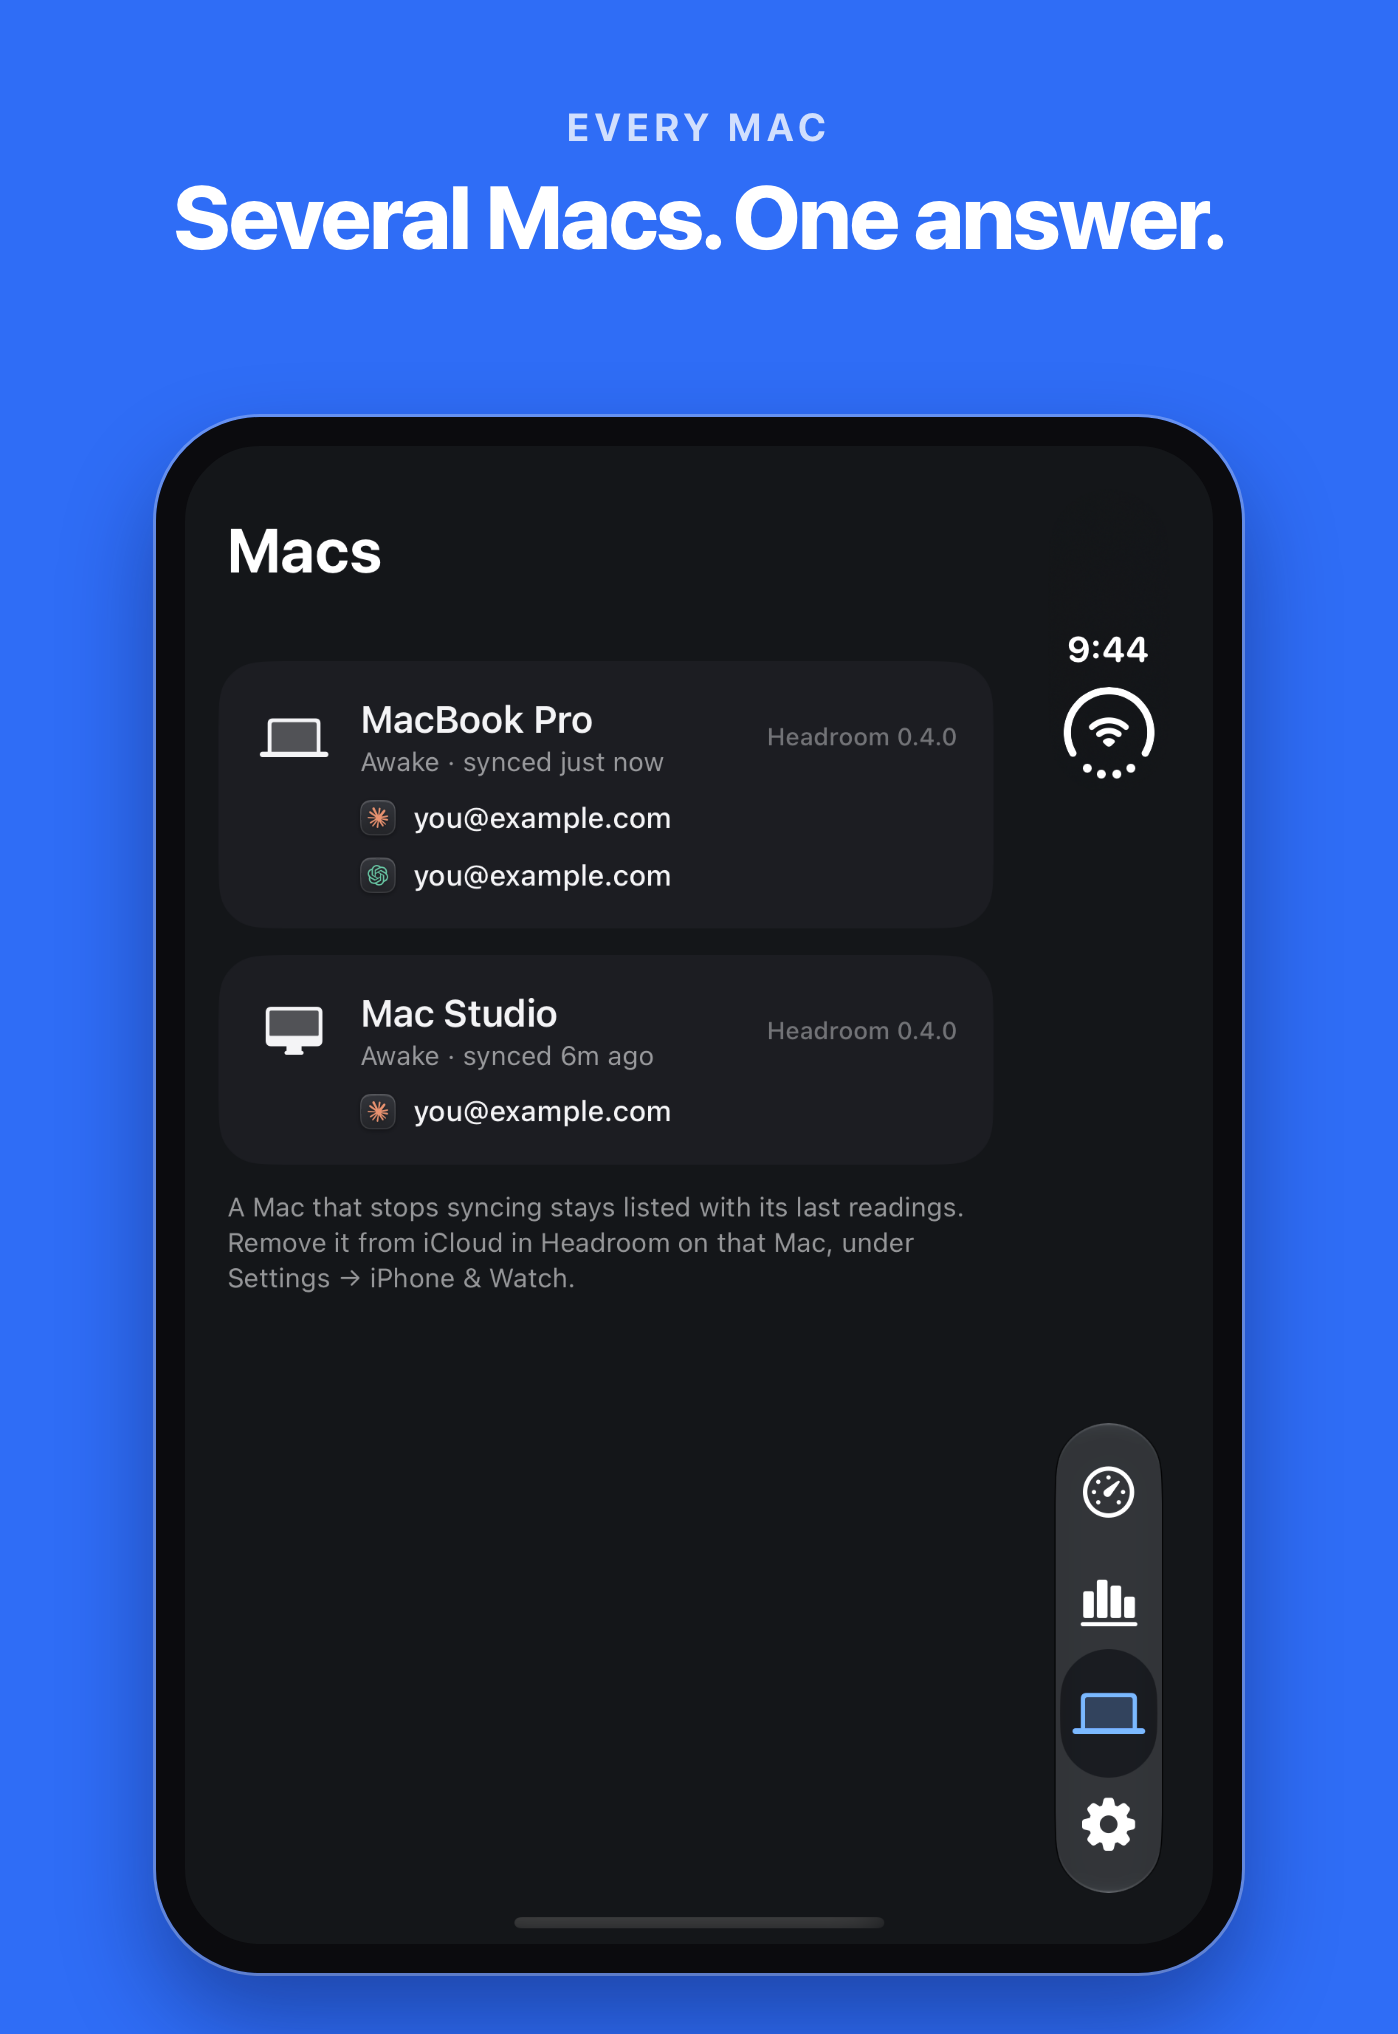 EVERY MAC
Several Macs. One answer.
Macs
9:44
MacBook Pro
Headroom 0.4.0
Awake · synced just now
you@example.com
you@example.com
Mac Studio
Headroom 0.4.0
Awake · synced 6m ago
you@example.com
A Mac that stops syncing stays listed with its last readings.
Remove it from iCloud in Headroom on that Mac, under
Settings → iPhone & Watch.